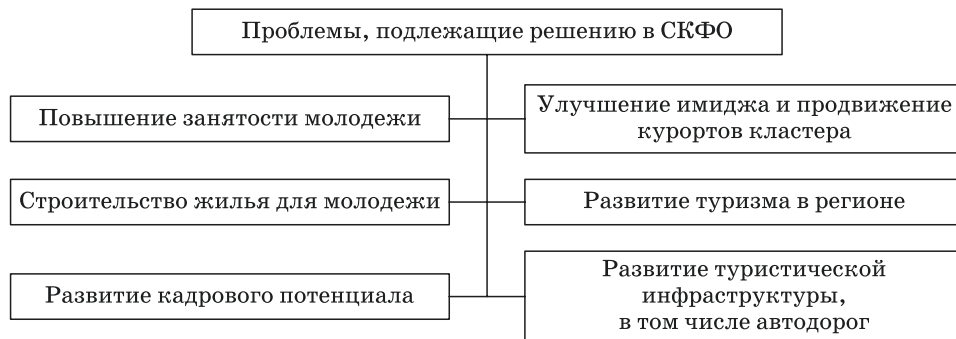 Проблемы, подлежащие решению в СКФО
Повышение занятости молодежи
Улучшение имиджа и продвижение
курортов кластера
Строительство жилья для молодежи
Развитие туризма в регионе
Развитие кадрового потенциала
Развитие туристической
инфраструктуры,
в том числе автодорог